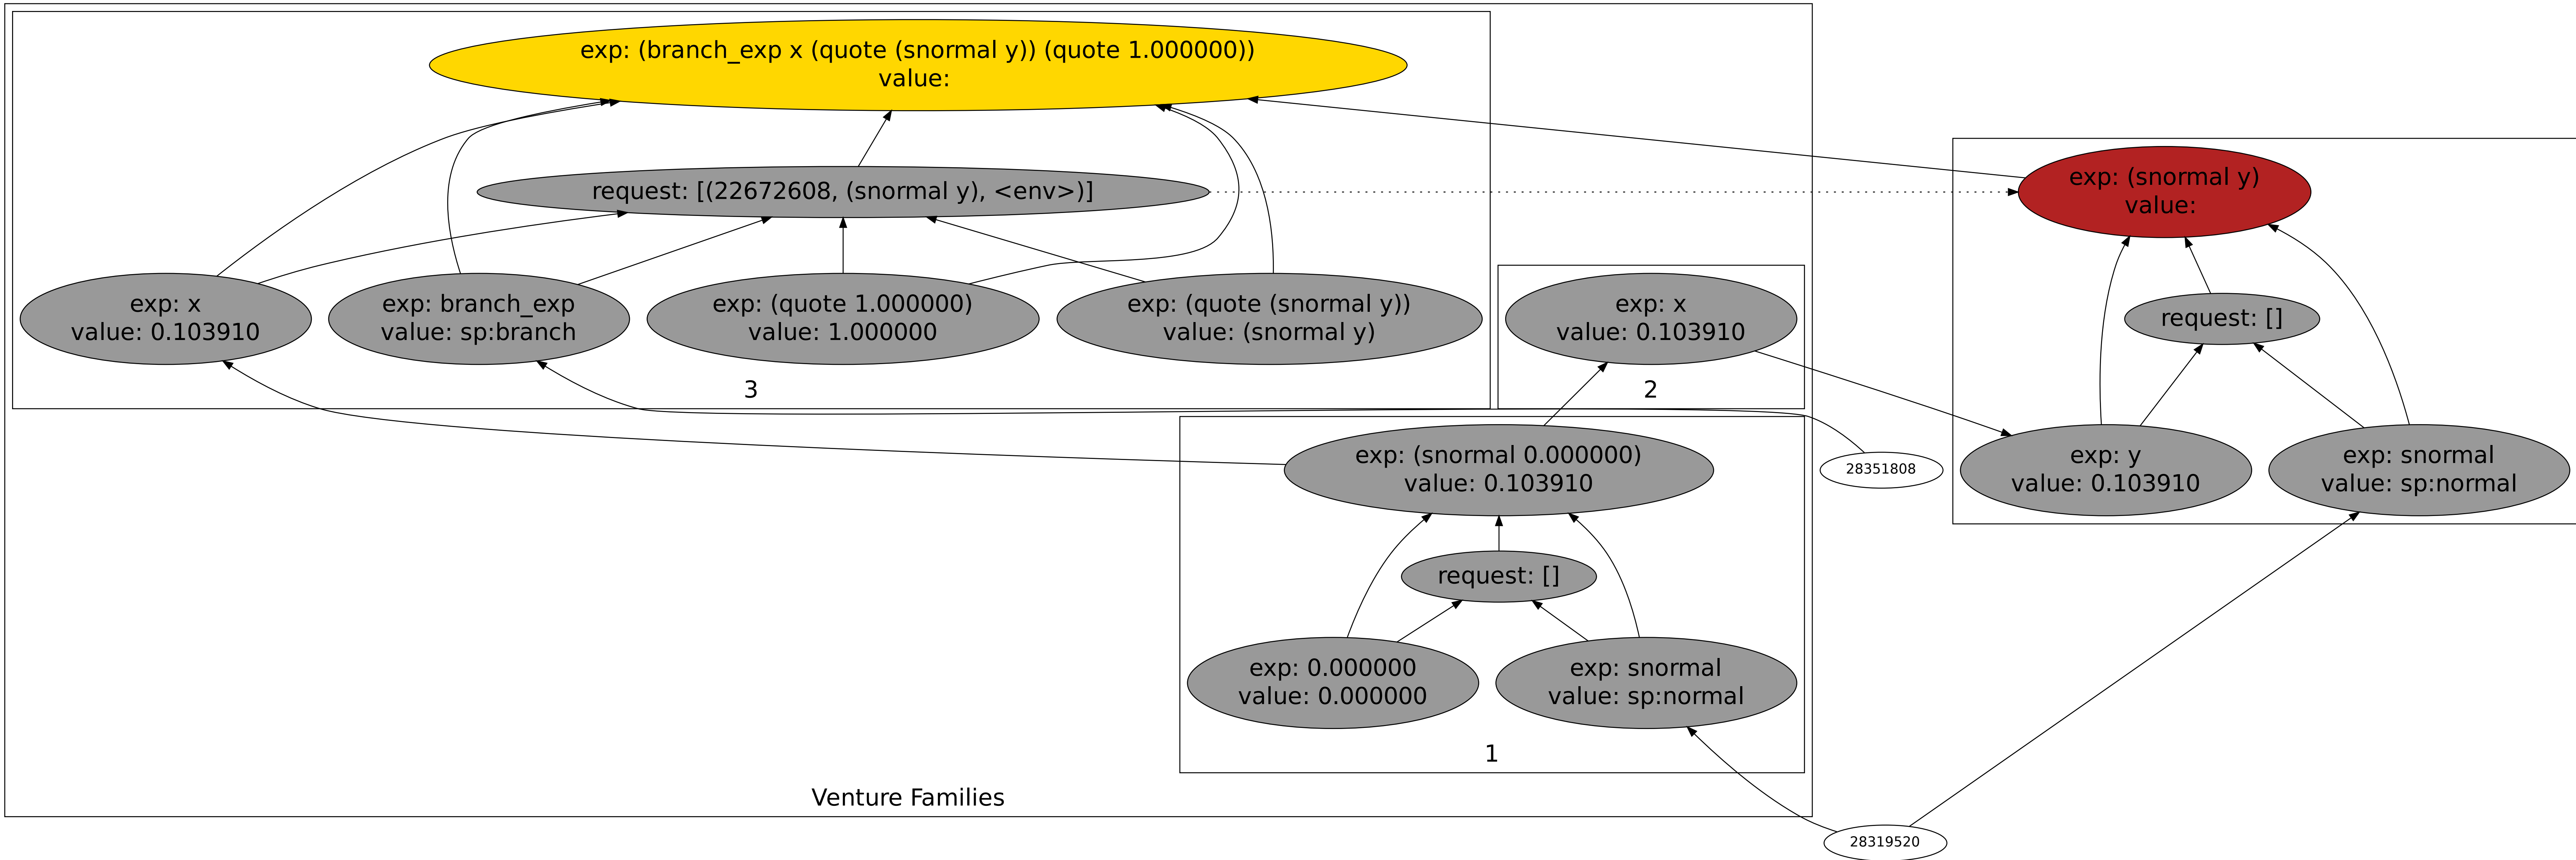 exp: (branch_exp x (quote (snormal y)) (quote 1.000000))
value:
request: [(22672608, (snormal y), <env>)]
exp: x
value: 0.103910
exp: branch_exp
value: sp:branch
exp: (quote 1.000000)
value: 1.000000
exp: (quote (snormal y))
value: (snormal y)
3
exp: x
value: 0.103910
2
exp: (snormal 0.000000)
value: 0.103910
request: []
exp: 0.000000
value: 0.000000
exp: snormal
value: sp:normal
1
Venture Families
28351808
28319520
exp: (snormal y)
value:
request: []
exp: y
value: 0.103910
exp: snormal
value: sp:normal